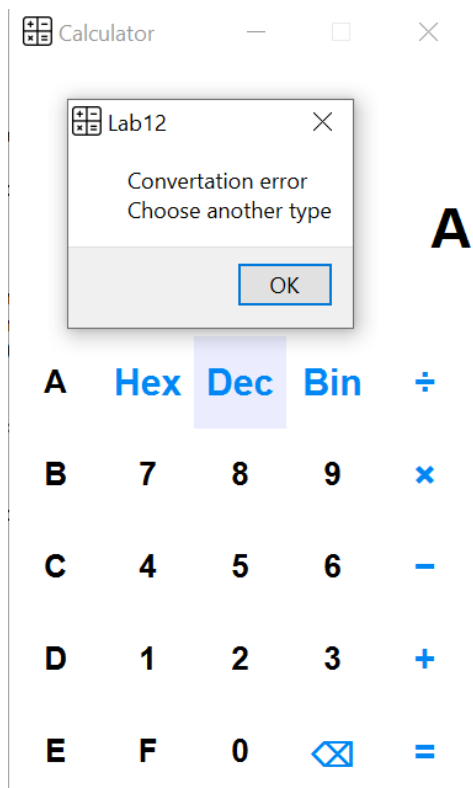 Calculator
Lab12
Convertation error
Choose another type
OK
A
A Hex Dec Bin ÷
B 7 8 9 ×
C 4 5 6 −
D 1 2 3 +
E F 0 ⌫ =